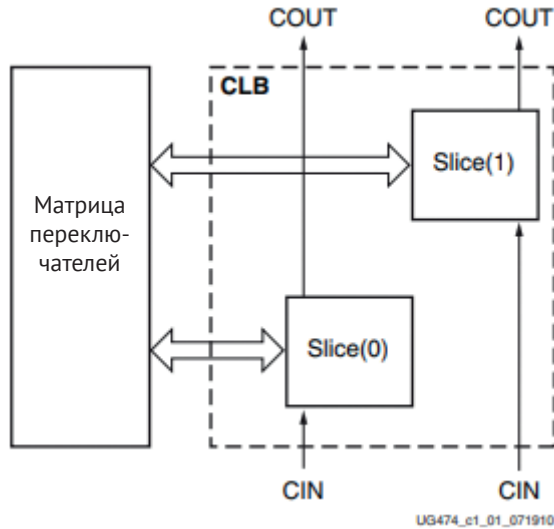 COUT COUT
CLB
Slice(1)
Матрица
переклю-
чателей
Slice(0)
CIN CIN
UG474_c1_01_071910